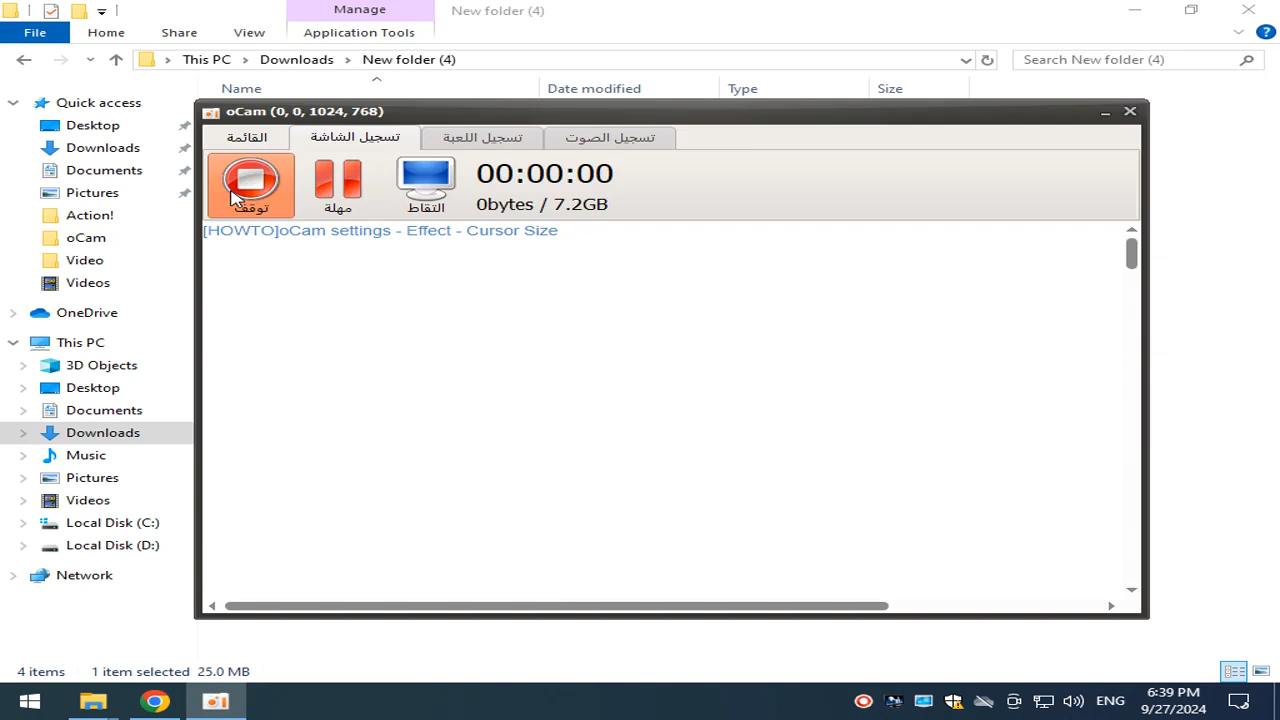 Manage
New folder (4)
File
Home
Share
View
Application Tools
This PC
Downloads
New folder (4)
Search New folder (4)
Name
Date modified
Type
Size
Quick access
Desktop
Downloads
Documents
Pictures
Action!
oCam
Video
Videos
OneDrive
This PC
3D Objects
Desktop
Documents
Downloads
Music
Pictures
Videos
Local Disk (C:)
Local Disk (D:)
Network
oCam (0, 0, 1024, 768)
القائمة
تسجيل الشاشة
تسجيل اللعبة
تسجيل الصوت
توقف
مهلة
التقاط
00:00:00
0bytes / 7.2GB
[HOWTO]oCam settings - Effect - Cursor Size
4 items
1 item selected
25.0 MB
ENG
6:39 PM
9/27/2024